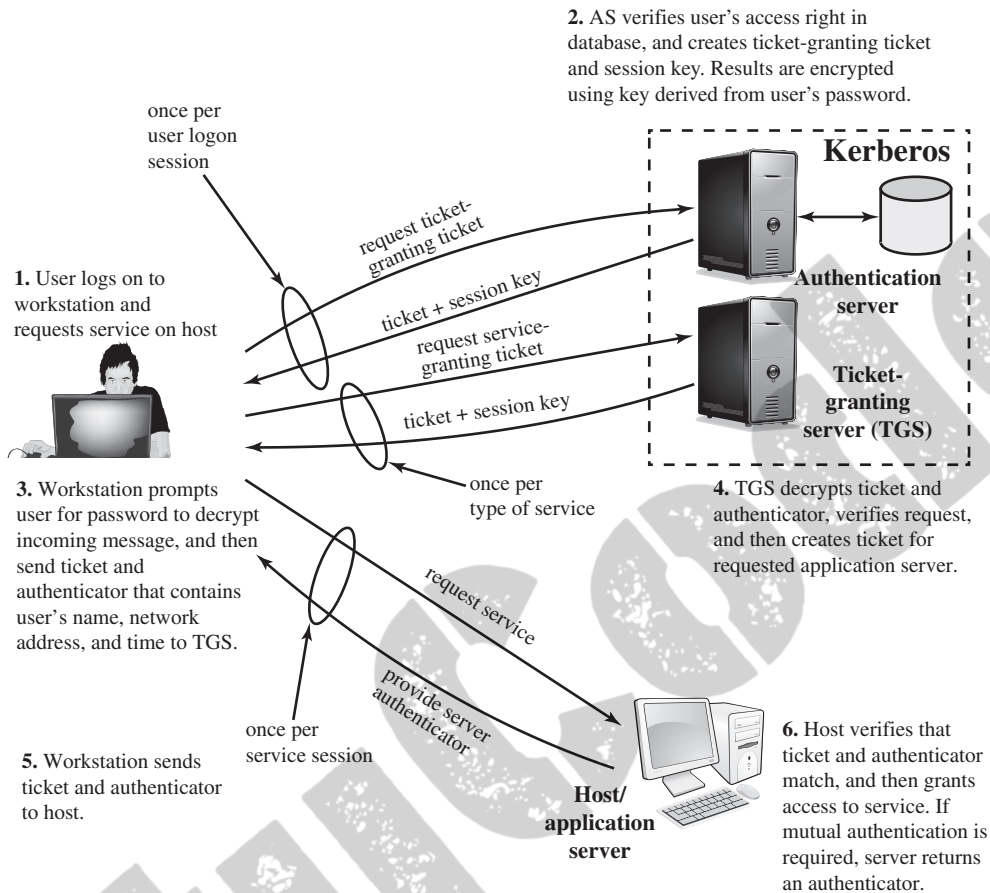 2. AS verifies user's access right in
database, and creates ticket-granting ticket
and session key. Results are encrypted
using key derived from user's password.
once per
user logon
session
Kerberos
request ticket-
granting ticket
1. User logs on to
workstation and
requests service on host
ticket + session key
Authentication
server
request service-
granting ticket
ticket + session key
Ticket-
granting
server (TGS)
once per
type of service
3. Workstation prompts
user for password to decrypt
incoming message, and then
send ticket and
authenticator that contains
user's name, network
address, and time to TGS.
4. TGS decrypts ticket and
authenticator, verifies request,
and then creates ticket for
requested application server.
request service
provide server
authenticator
once per
service session
5. Workstation sends
ticket and authenticator
to host.
Host/
application
server
6. Host verifies that
ticket and authenticator
match, and then grants
access to service. If
mutual authentication is
required, server returns
an authenticator.